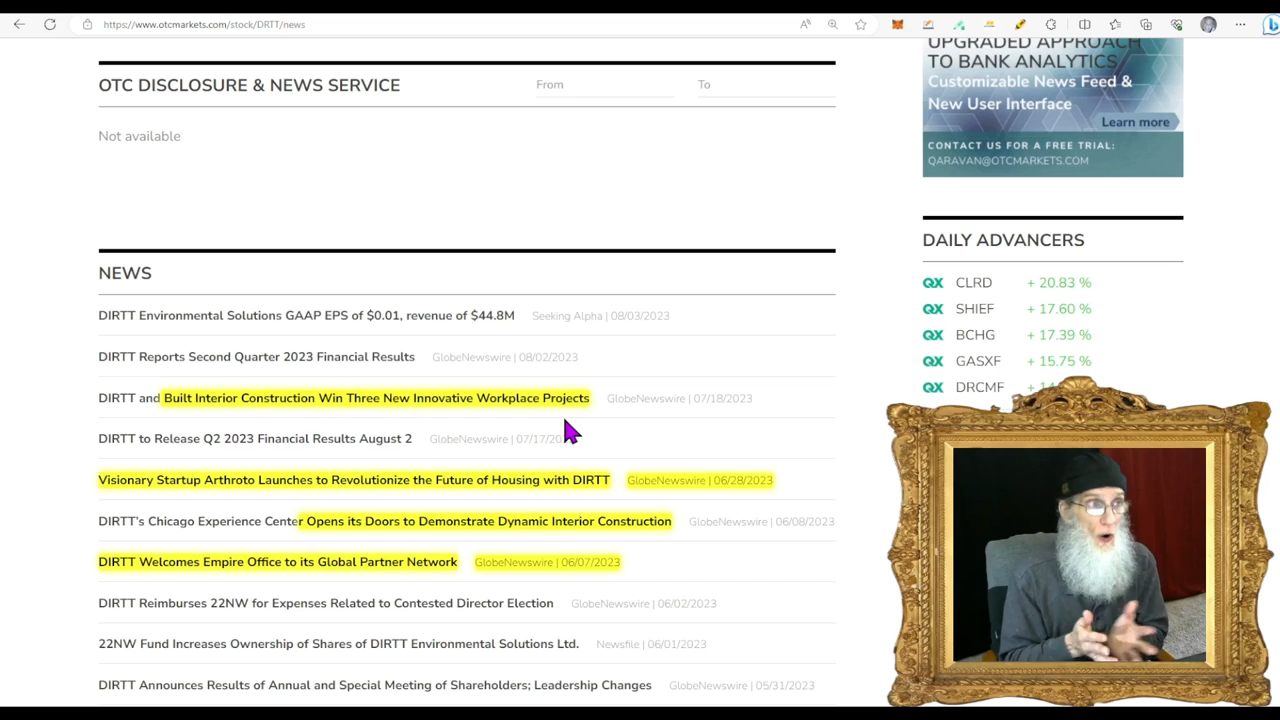 https://www.otcmarkets.com/stock/DRTT/news
OTC DISCLOSURE & NEWS SERVICE
From
To
Not available
NEWS
DIRTT Environmental Solutions GAAP EPS of $0.01, revenue of $44.8M Seeking Alpha | 08/03/2023
DIRTT Reports Second Quarter 2023 Financial Results GlobeNewswire | 08/02/2023
DIRTT and Built Interior Construction Win Three New Innovative Workplace Projects GlobeNewswire | 07/18/2023
DIRTT to Release Q2 2023 Financial Results August 2 GlobeNewswire | 07/17/20
Visionary Startup Arthroto Launches to Revolutionize the Future of Housing with DIRTT GlobeNewswire | 06/28/2023
DIRTT's Chicago Experience Center Opens its Doors to Demonstrate Dynamic Interior Construction GlobeNewswire | 06/08/2023
DIRTT Welcomes Empire Office to its Global Partner Network GlobeNewswire | 06/07/2023
DIRTT Reimburses 22NW for Expenses Related to Contested Director Election GlobeNewswire | 06/02/2023
22NW Fund Increases Ownership of Shares of DIRTT Environmental Solutions Ltd. Newsfile | 06/01/2023
DIRTT Announces Results of Annual and Special Meeting of Shareholders; Leadership Changes GlobeNewswire | 05/31/2023
UPGRADED APPROACH
TO BANK ANALYTICS
Customizable News Feed &
New User Interface
Learn more
CONTACT US FOR A FREE TRIAL:
QARAVAN@OTCMARKETS.COM
DAILY ADVANCERS
QX CLRD + 20.83 %
QX SHIEF + 17.60 %
QX BCHG + 17.39 %
QX GASXF + 15.75 %
QX DRCMF